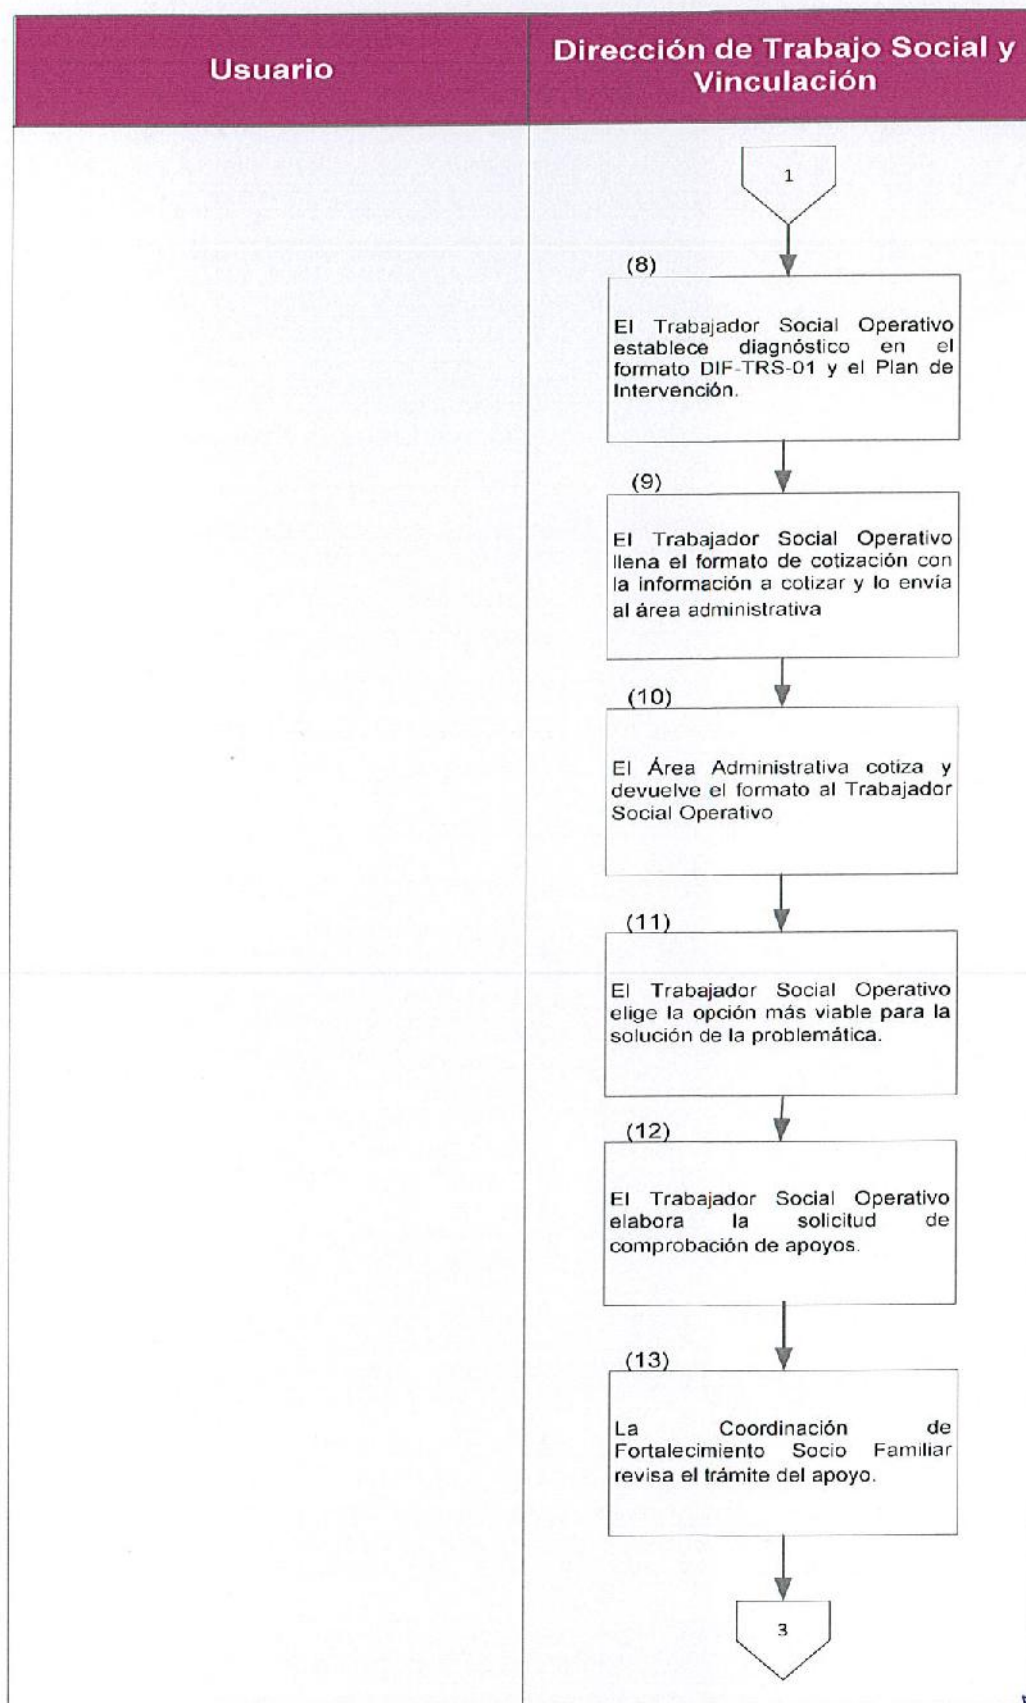 Usuario
Dirección de Trabajo Social y
Vinculación
1
(8)
El Trabajador Social Operativo
establece diagnóstico en el
formato DIF-TRS-01 y el Plan de
Intervención.
(9)
El Trabajador Social Operativo
llena el formato de cotización con
la información a cotizar y lo envía
al área administrativa
(10)
El Área Administrativa cotiza y
devuelve el formato al Trabajador
Social Operativo
(11)
El Trabajador Social Operativo
elige la opción más viable para la
solución de la problemática.
(12)
El Trabajador Social Operativo
elabora la solicitud de
comprobación de apoyos.
(13)
La Coordinación de
Fortalecimiento Socio Familiar
revisa el trámite del apoyo.
3